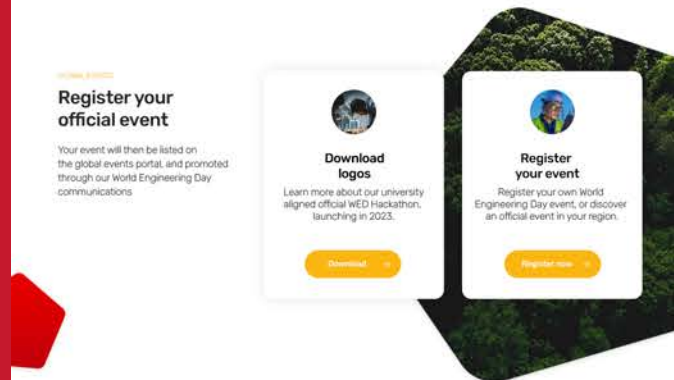 Register your
official event
Your event will then be listed on
the global events portal, and promoted
through our World Engineering Day
communications
Download
logos
Learn more about our university
aligned official WED Hackathon,
launching in 2023.
Download
Register
your event
Register your own World
Engineering Day event, or discover
an official event in your region.
Register now